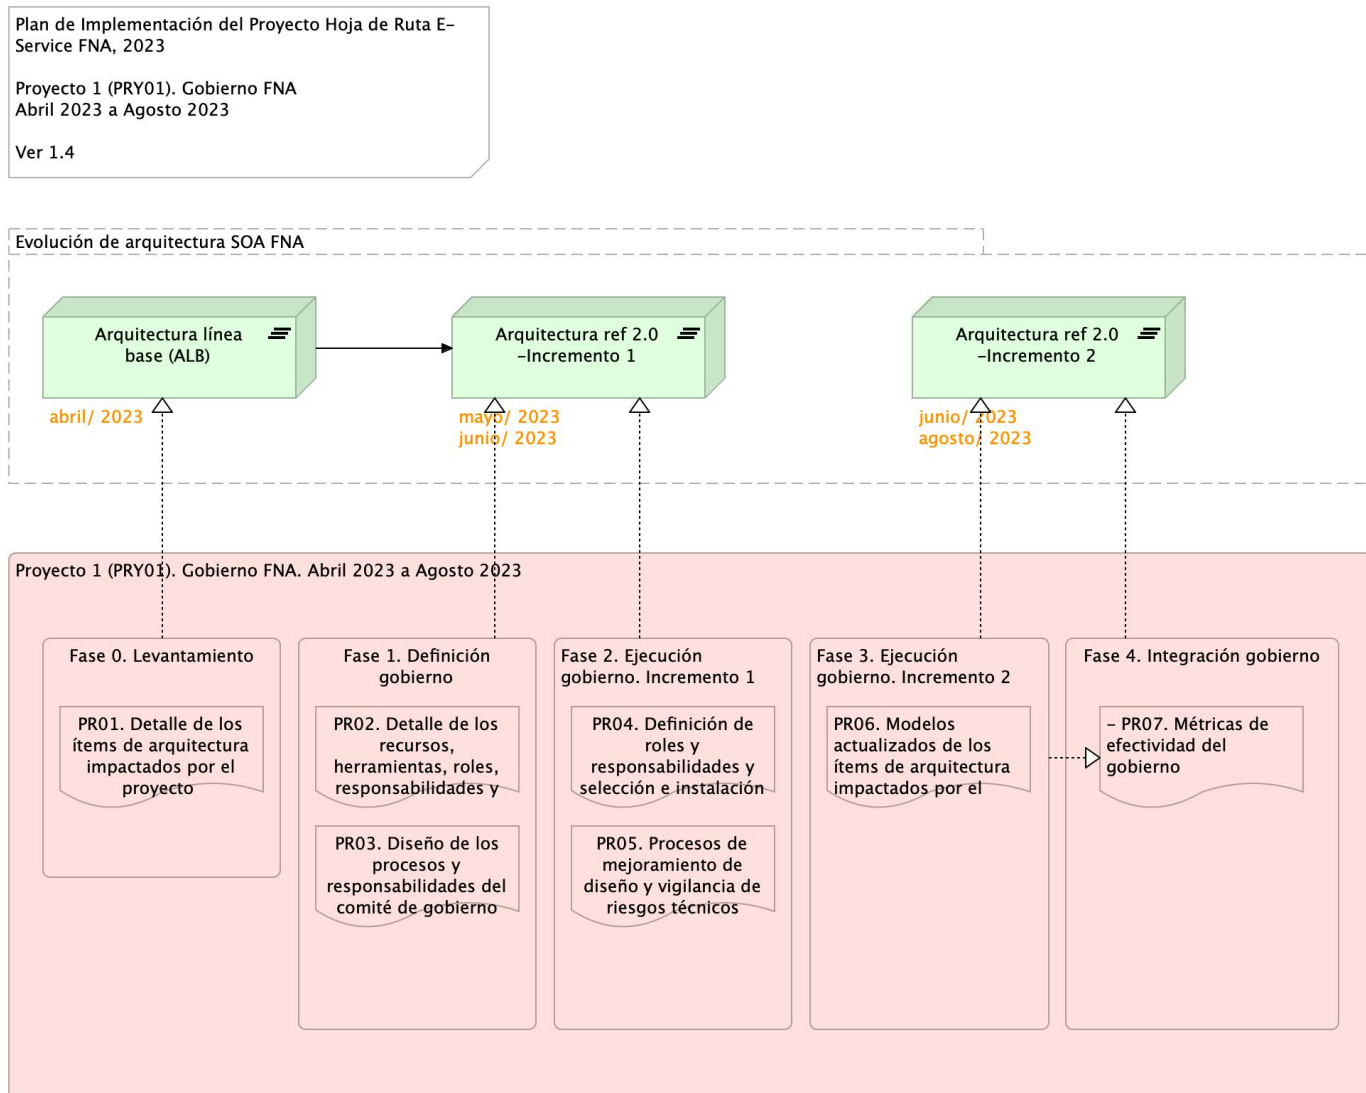 Plan de Implementación del Proyecto Hoja de Ruta E-
Service FNA, 2023
Proyecto 1 (PRY01). Gobierno FNA
Abril 2023 a Agosto 2023
Ver 1.4
Evolución de arquitectura SOA FNA
Arquitectura línea
base (ALB)
abril/ 2023
Arquitectura ref 2.0
-Incremento 1
mayo/ 2023
junio/ 2023
Arquitectura ref 2.0
-Incremento 2
junio/ 2023
agosto/ 2023
Proyecto 1 (PRY01). Gobierno FNA. Abril 2023 a Agosto 2023
Fase 0. Levantamiento
PR01. Detalle de los
ítems de arquitectura
impactados por el
proyecto
Fase 1. Definición
gobierno
PR02. Detalle de los
recursos,
herramientas, roles,
responsabilidades y
PR03. Diseño de los
procesos y
responsabilidades del
comité de gobierno
Fase 2. Ejecución
gobierno. Incremento 1
PR04. Definición de
roles y
responsabilidades y
selección e instalación
PR05. Procesos de
mejoramiento de
diseño y vigilancia de
riesgos técnicos
Fase 3. Ejecución
gobierno. Incremento 2
PR06. Modelos
actualizados de los
ítems de arquitectura
impactados por el
Fase 4. Integración gobierno
- PR07. Métricas de
efectividad del
gobierno